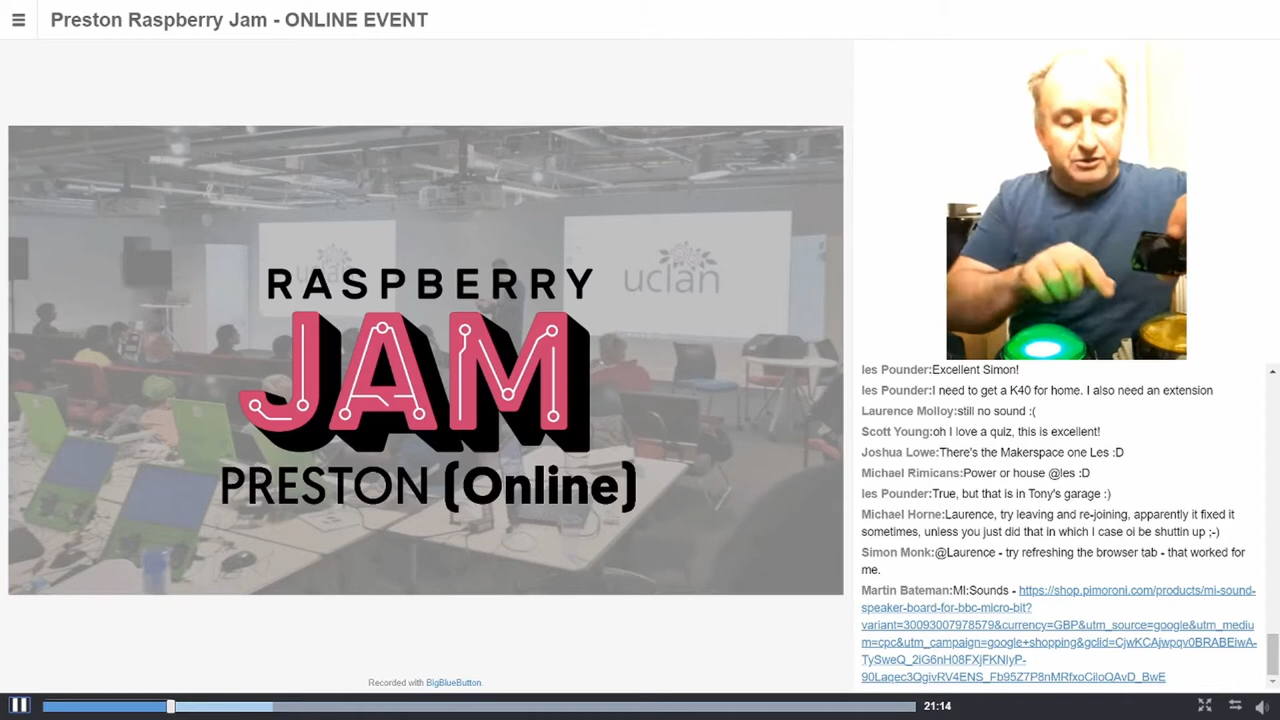 Preston Raspberry Jam - ONLINE EVENT
uclan
uclan
RASPBERRY
JAM
PRESTON (Online)
Recorded with BigBlueButton.
les Pounder:Excellent Simon!
les Pounder:I need to get a K40 for home. I also need an extension
Laurence Molloy:still no sound :(
Scott Young:oh I love a quiz, this is excellent!
Joshua Lowe:There's the Makerspace one Les :D
Michael Rimicans:Power or house @les :D
les Pounder:True, but that is in Tony's garage :)
Michael Horne:Laurence, try leaving and re-joining, apparently it fixed it
sometimes, unless you just did that in which I case oi be shuttin up ;-)
Simon Monk:@Laurence - try refreshing the browser tab - that worked for
me.
Martin Bateman:MI:Sounds - https://shop.pimoroni.com/products/mi-sound-
speaker-board-for-bbc-micro-bit?
variant=30093007978579&currency=GBP&utm_source=google&utm_mediu
m=cpc&utm_campaign=google+shopping&gclid=CjwKCAjwpqv0BRABEiwA-
TySweQ_2iG6nH08FXjFKNIyP-
90Laqec3QgivRV4ENS_Fb95Z7P8nMRfxoCiloQAvD_BwE
21:14